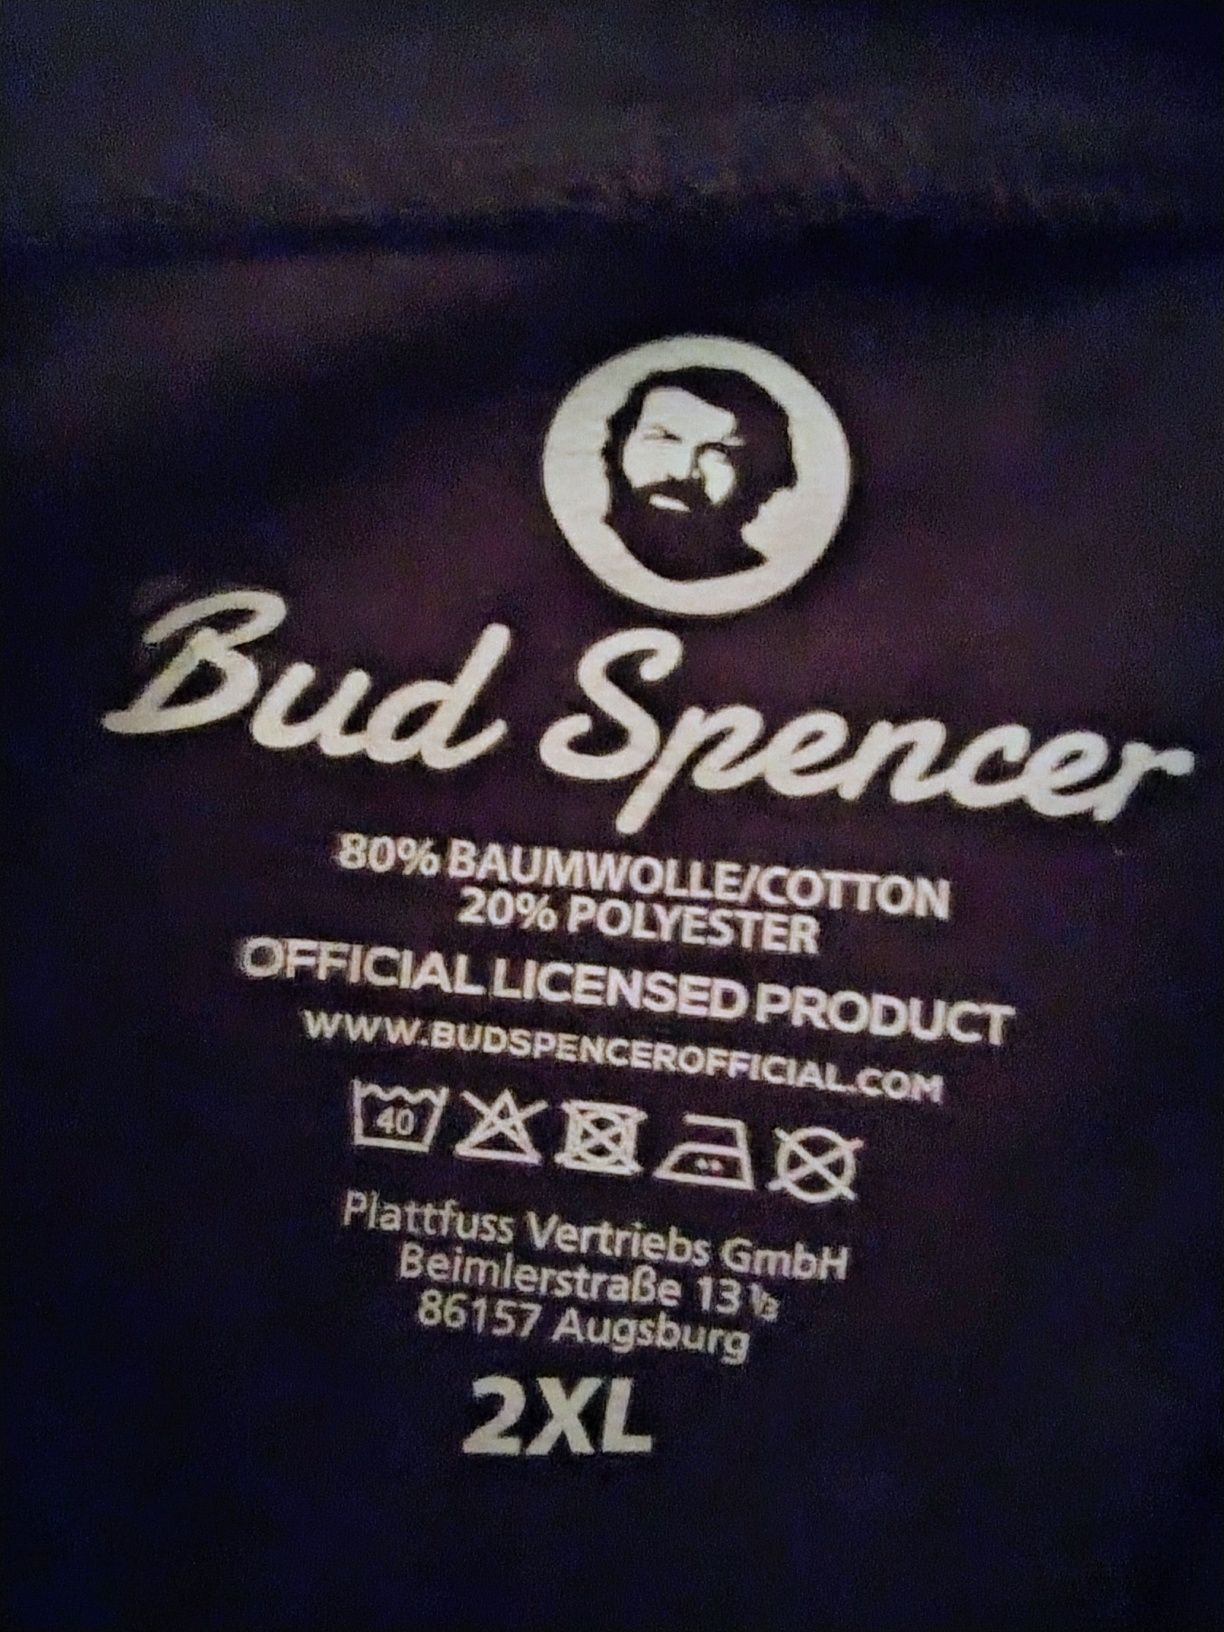 Bud Spencer
80% BAUMWOLLE/COTTON
20% POLYESTER
OFFICIAL LICENSED PRODUCT
WWW.BUDSPENCEROFFICIAL.COM
40
Plattfuss Vertriebs GmbH
Beimlerstraße 13 ⅓
86157 Augsburg
2XL